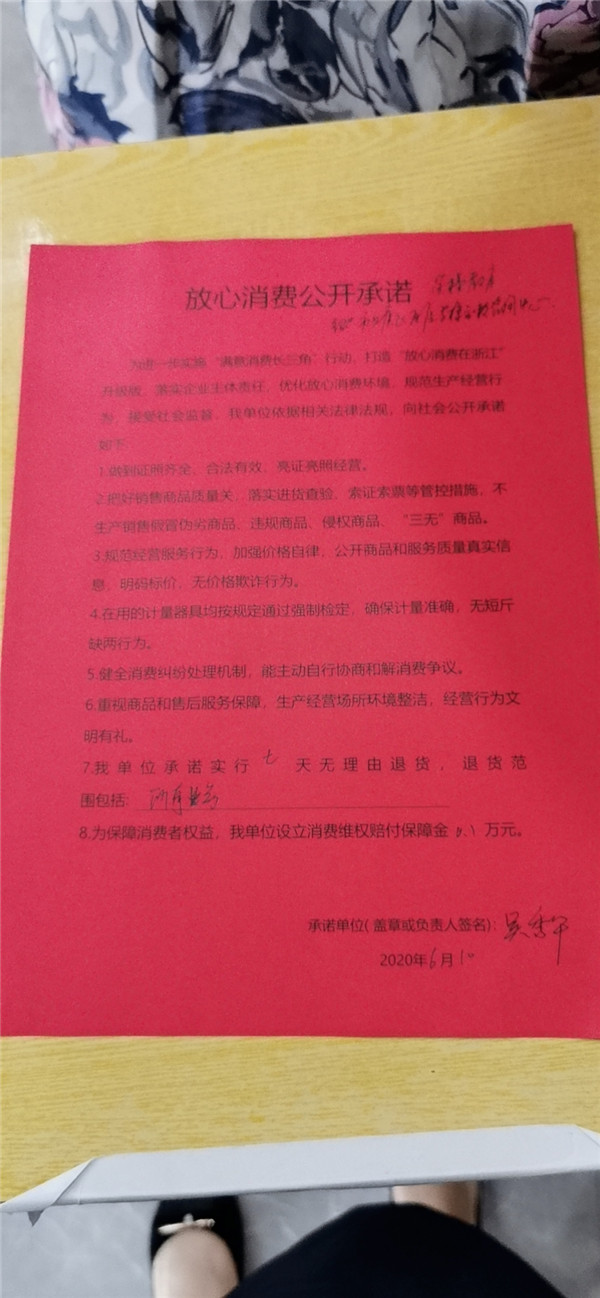 放心消费公开承诺
为进一步实施“满意消费长三角”行动，打造“放心消费在浙江”
升级版，落实企业主体责任，优化放心消费环境，规范生产经营行
为，接受社会监督，我单位依据相关法律法规，向社会公开承诺
如下：
1.做到证照齐全、合法有效，亮证亮照经营。
2.把好销售商品质量关，落实进货查验、索证索票等管控措施，不
生产销售假冒伪劣商品、违规商品、侵权商品、“三无”商品。
3.规范经营服务行为，加强价格自律，公开商品和服务质量真实信
息，明码标价，无价格欺诈行为。
4.在用的计量器具均按规定通过强制检定，确保计量准确，无短斤
缺两行为。
5.健全消费纠纷处理机制，能主动自行协商和解消费争议。
6.重视商品和售后服务保障，生产经营场所环境整洁，经营行为文
明有礼。
7.我单位承诺实行七天无理由退货，退货范
围包括：所有
8.为保障消费者权益，我单位设立消费维权赔付保障金0.1万元。
承诺单位(盖章或负责人签名)：吴
2020年6月10